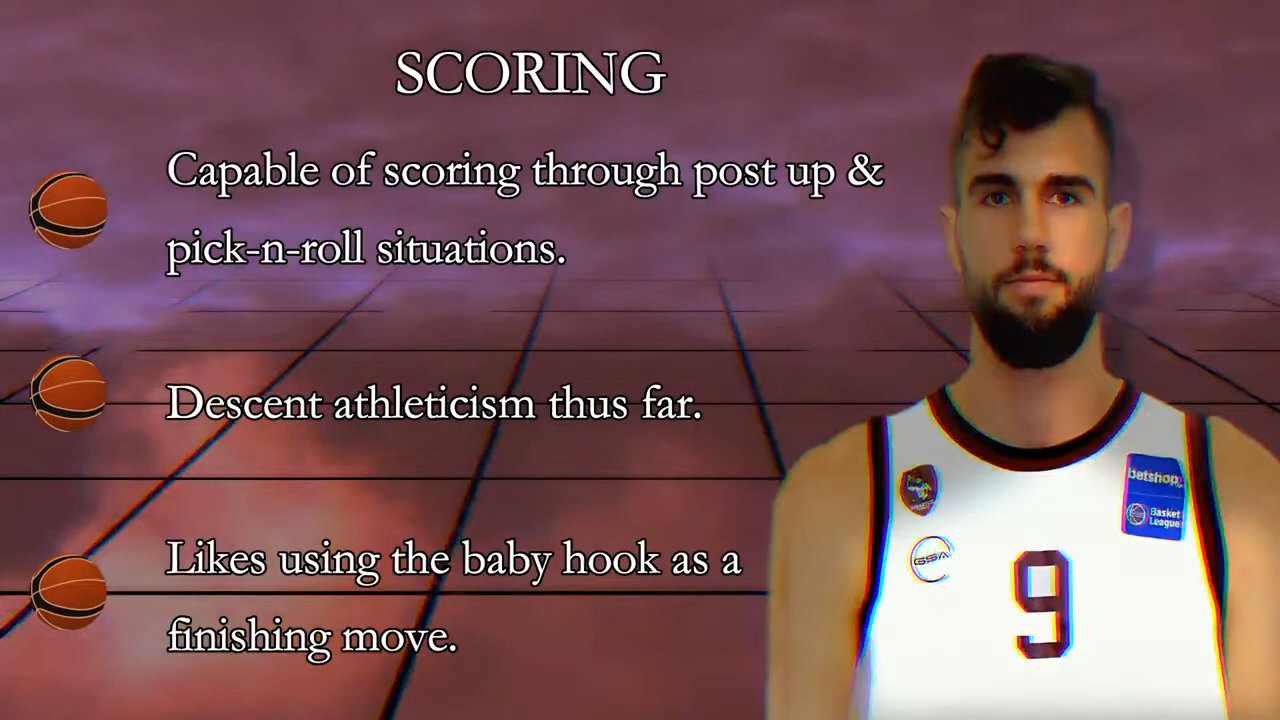 SCORING
Capable of scoring through post up &
pick-n-roll situations.
Descent athleticism thus far.
Likes using the baby hook as a
finishing move.
betshop
Basket
League
GSA
9